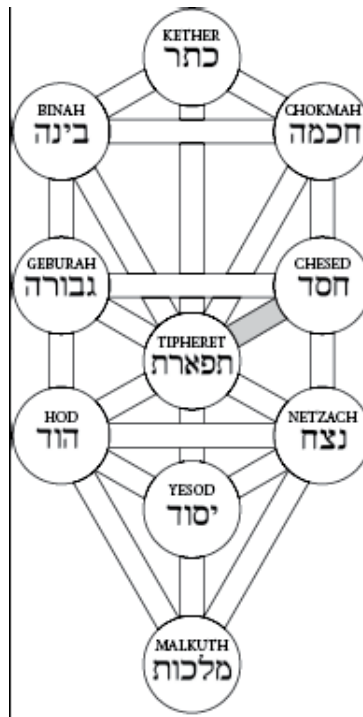 KETHER
כתר
BINAH
בינה
CHOKMAH
חכמה
GEBURAH
גבורה
CHESED
חסד
TIPHERET
תפארת
HOD
הוד
NETZACH
נצח
YESOD
יסוד
MALKUTH
מלכות